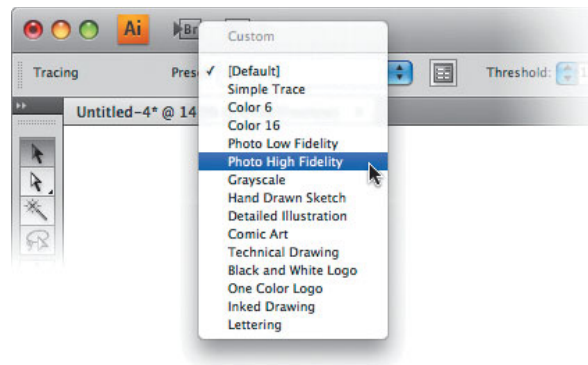 Ai Br
Custom
Tracing Pres ✓ [Default] Threshold:
Simple Trace
Color 6
Untitled-4* @ 14
Color 16
Photo Low Fidelity
Photo High Fidelity
Grayscale
Hand Drawn Sketch
Detailed Illustration
Comic Art
Technical Drawing
Black and White Logo
One Color Logo
Inked Drawing
Lettering